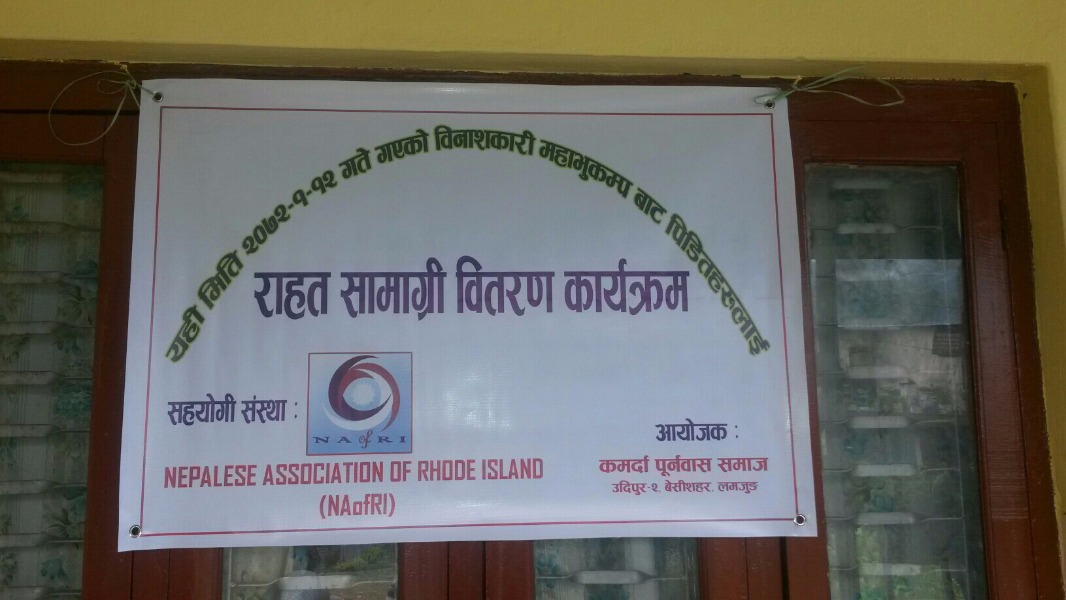 यही मिति २०७२-१-१२ गते गएको विनाशकारी महाभुकम्प बाट पिडितहरुलाई
राहत सामाग्री वितरण कार्यक्रम
सहयोगी संस्था :
NAofRI
NEPALESE ASSOCIATION OF RHODE ISLAND
(NAofRI)
आयोजक :
कमर्दा पूर्नवास समाज
उदिपुर-२, बेसीशहर, लमजुङ